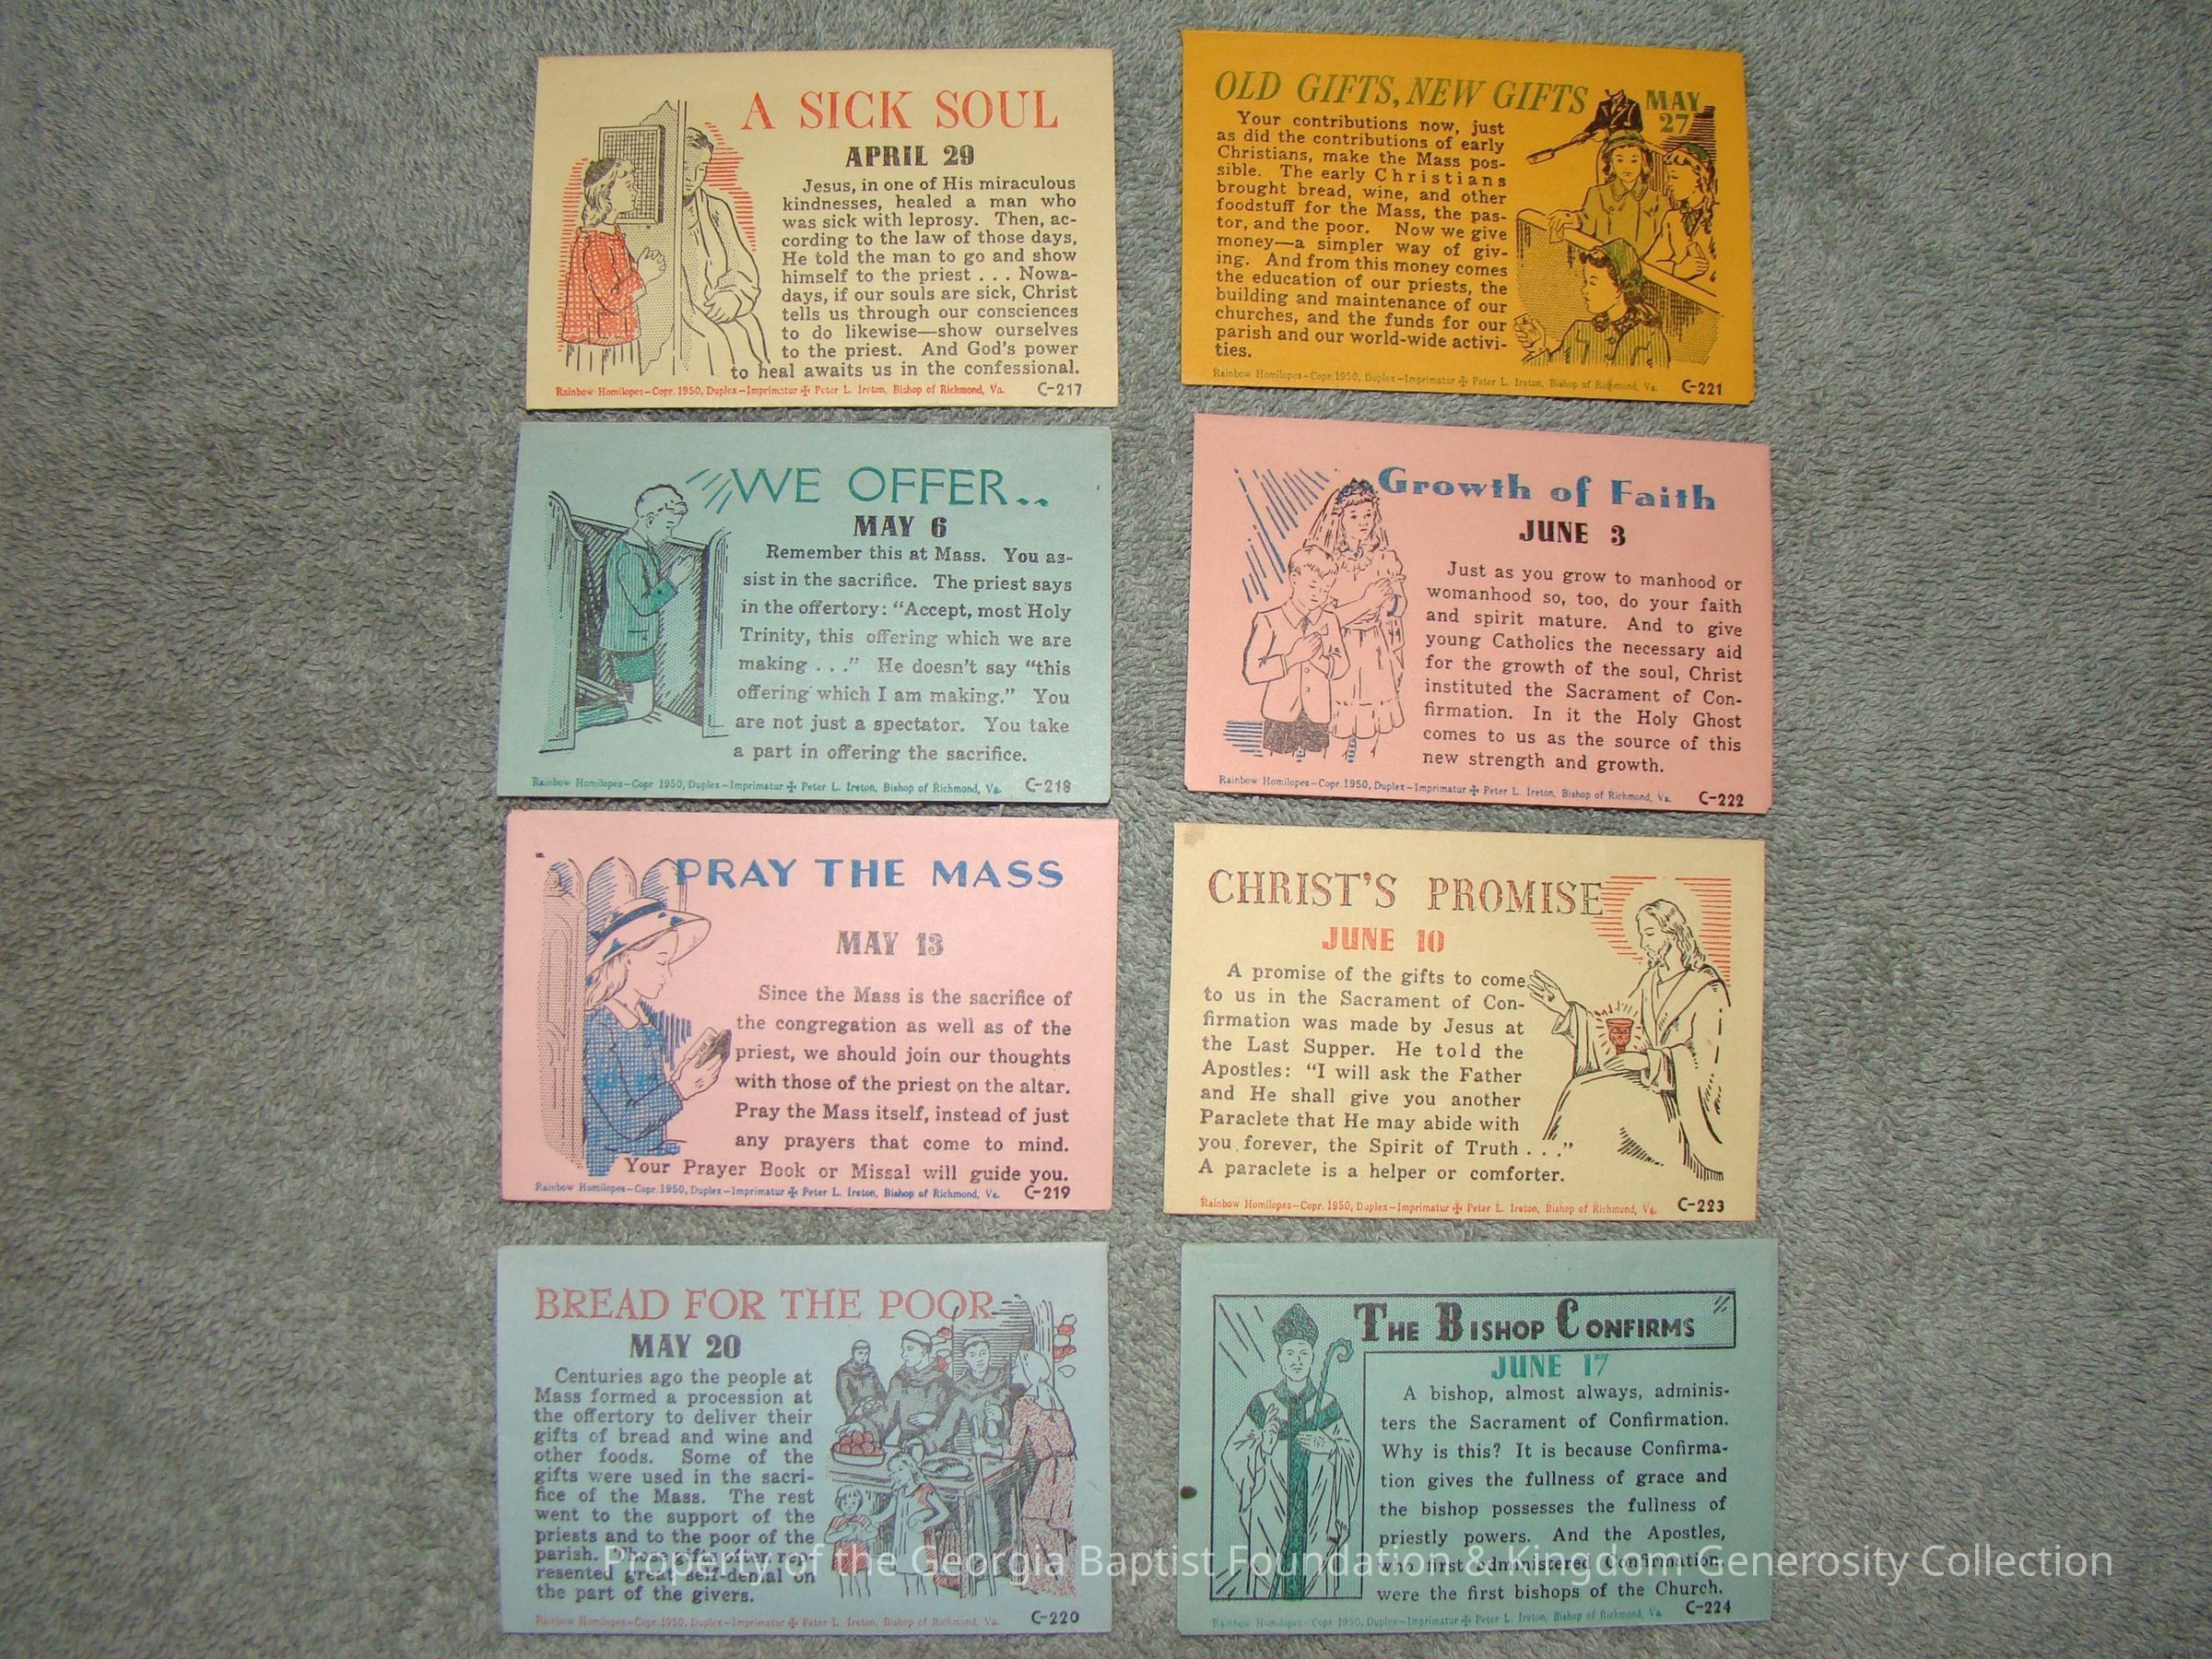 A SICK SOUL
APRIL 29
Jesus, in one of His miraculous
kindnesses, healed a man who
was sick with leprosy. Then, ac-
cording to the law of those days,
He told the man to go and show
himself to the priest . . . Nowa-
days, if our souls are sick, Christ
tells us through our consciences
to do likewise—show ourselves
to the priest. And God's power
to heal awaits us in the confessional.
Rainbow Homilopes—Copr. 1950, Duplex—Imprimatur ✠ Peter L. Ireton, Bishop of Richmond, Va. C-217
WE OFFER..
MAY 6
Remember this at Mass. You as-
sist in the sacrifice. The priest says
in the offertory: "Accept, most Holy
Trinity, this offering which we are
making . . ." He doesn't say "this
offering which I am making." You
are not just a spectator. You take
a part in offering the sacrifice.
Rainbow Homilopes—Copr 1950, Duplex—Imprimatur ✠ Peter L. Ireton, Bishop of Richmond, Va. C-218
PRAY THE MASS
MAY 13
Since the Mass is the sacrifice of
the congregation as well as of the
priest, we should join our thoughts
with those of the priest on the altar.
Pray the Mass itself, instead of just
any prayers that come to mind.
Your Prayer Book or Missal will guide you.
Rainbow Homilopes—Copr. 1950, Duplex—Imprimatur ✠ Peter L. Ireton, Bishop of Richmond, Va. C-219
BREAD FOR THE POOR
MAY 20
Centuries ago the people at
Mass formed a procession at
the offertory to deliver their
gifts of bread and wine and
other foods. Some of the
gifts were used in the sacri-
fice of the Mass. The rest
went to the support of the
priests and to the poor of the
parish. These gifts often rep-
resented great self-denial on
the part of the givers.
Rainbow Homilopes—Copr. 1950, Duplex—Imprimatur ✠ Peter L. Ireton, Bishop of Richmond, Va. C-220
OLD GIFTS, NEW GIFTS
MAY
27
Your contributions now, just
as did the contributions of early
Christians, make the Mass pos-
sible. The early Christians
brought bread, wine, and other
foodstuff for the Mass, the pas-
tor, and the poor. Now we give
money—a simpler way of giv-
ing. And from this money comes
the education of our priests, the
building and maintenance of our
churches, and the funds for our
parish and our world-wide activi-
ties.
Rainbow Homilopes—Copr. 1950, Duplex—Imprimatur ✠ Peter L. Ireton, Bishop of Richmond, Va. C-221
Growth of Faith
JUNE 3
Just as you grow to manhood or
womanhood so, too, do your faith
and spirit mature. And to give
young Catholics the necessary aid
for the growth of the soul, Christ
instituted the Sacrament of Con-
firmation. In it the Holy Ghost
comes to us as the source of this
new strength and growth.
Rainbow Homilopes—Copr. 1950, Duplex—Imprimatur ✠ Peter L. Ireton, Bishop of Richmond, Va. C-222
CHRIST'S PROMISE
JUNE 10
A promise of the gifts to come
to us in the Sacrament of Con-
firmation was made by Jesus at
the Last Supper. He told the
Apostles: "I will ask the Father
and He shall give you another
Paraclete that He may abide with
you forever, the Spirit of Truth . . ."
A paraclete is a helper or comforter.
Rainbow Homilopes—Copr. 1950, Duplex—Imprimatur ✠ Peter L. Ireton, Bishop of Richmond, Va. C-223
THE BISHOP CONFIRMS
JUNE 17
A bishop, almost always, adminis-
ters the Sacrament of Confirmation.
Why is this? It is because Confirma-
tion gives the fullness of grace and
the bishop possesses the fullness of
priestly powers. And the Apostles,
who first administered Confirmation,
were the first bishops of the Church.
C-224
Rainbow Homilopes—Copr 1950, Duplex—Imprimatur ✠ Peter L. Ireton, Bishop of Richmond, Va.
Property of the Georgia Baptist Foundation & Kingdom Generosity Collection